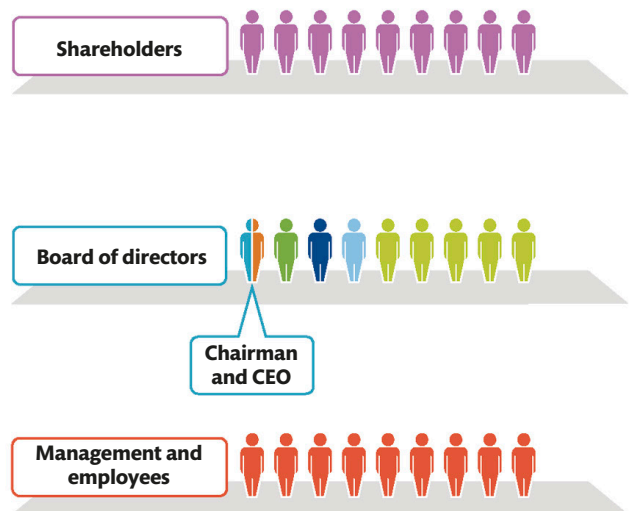 Shareholders
Board of directors
Chairman
and CEO
Management and
employees